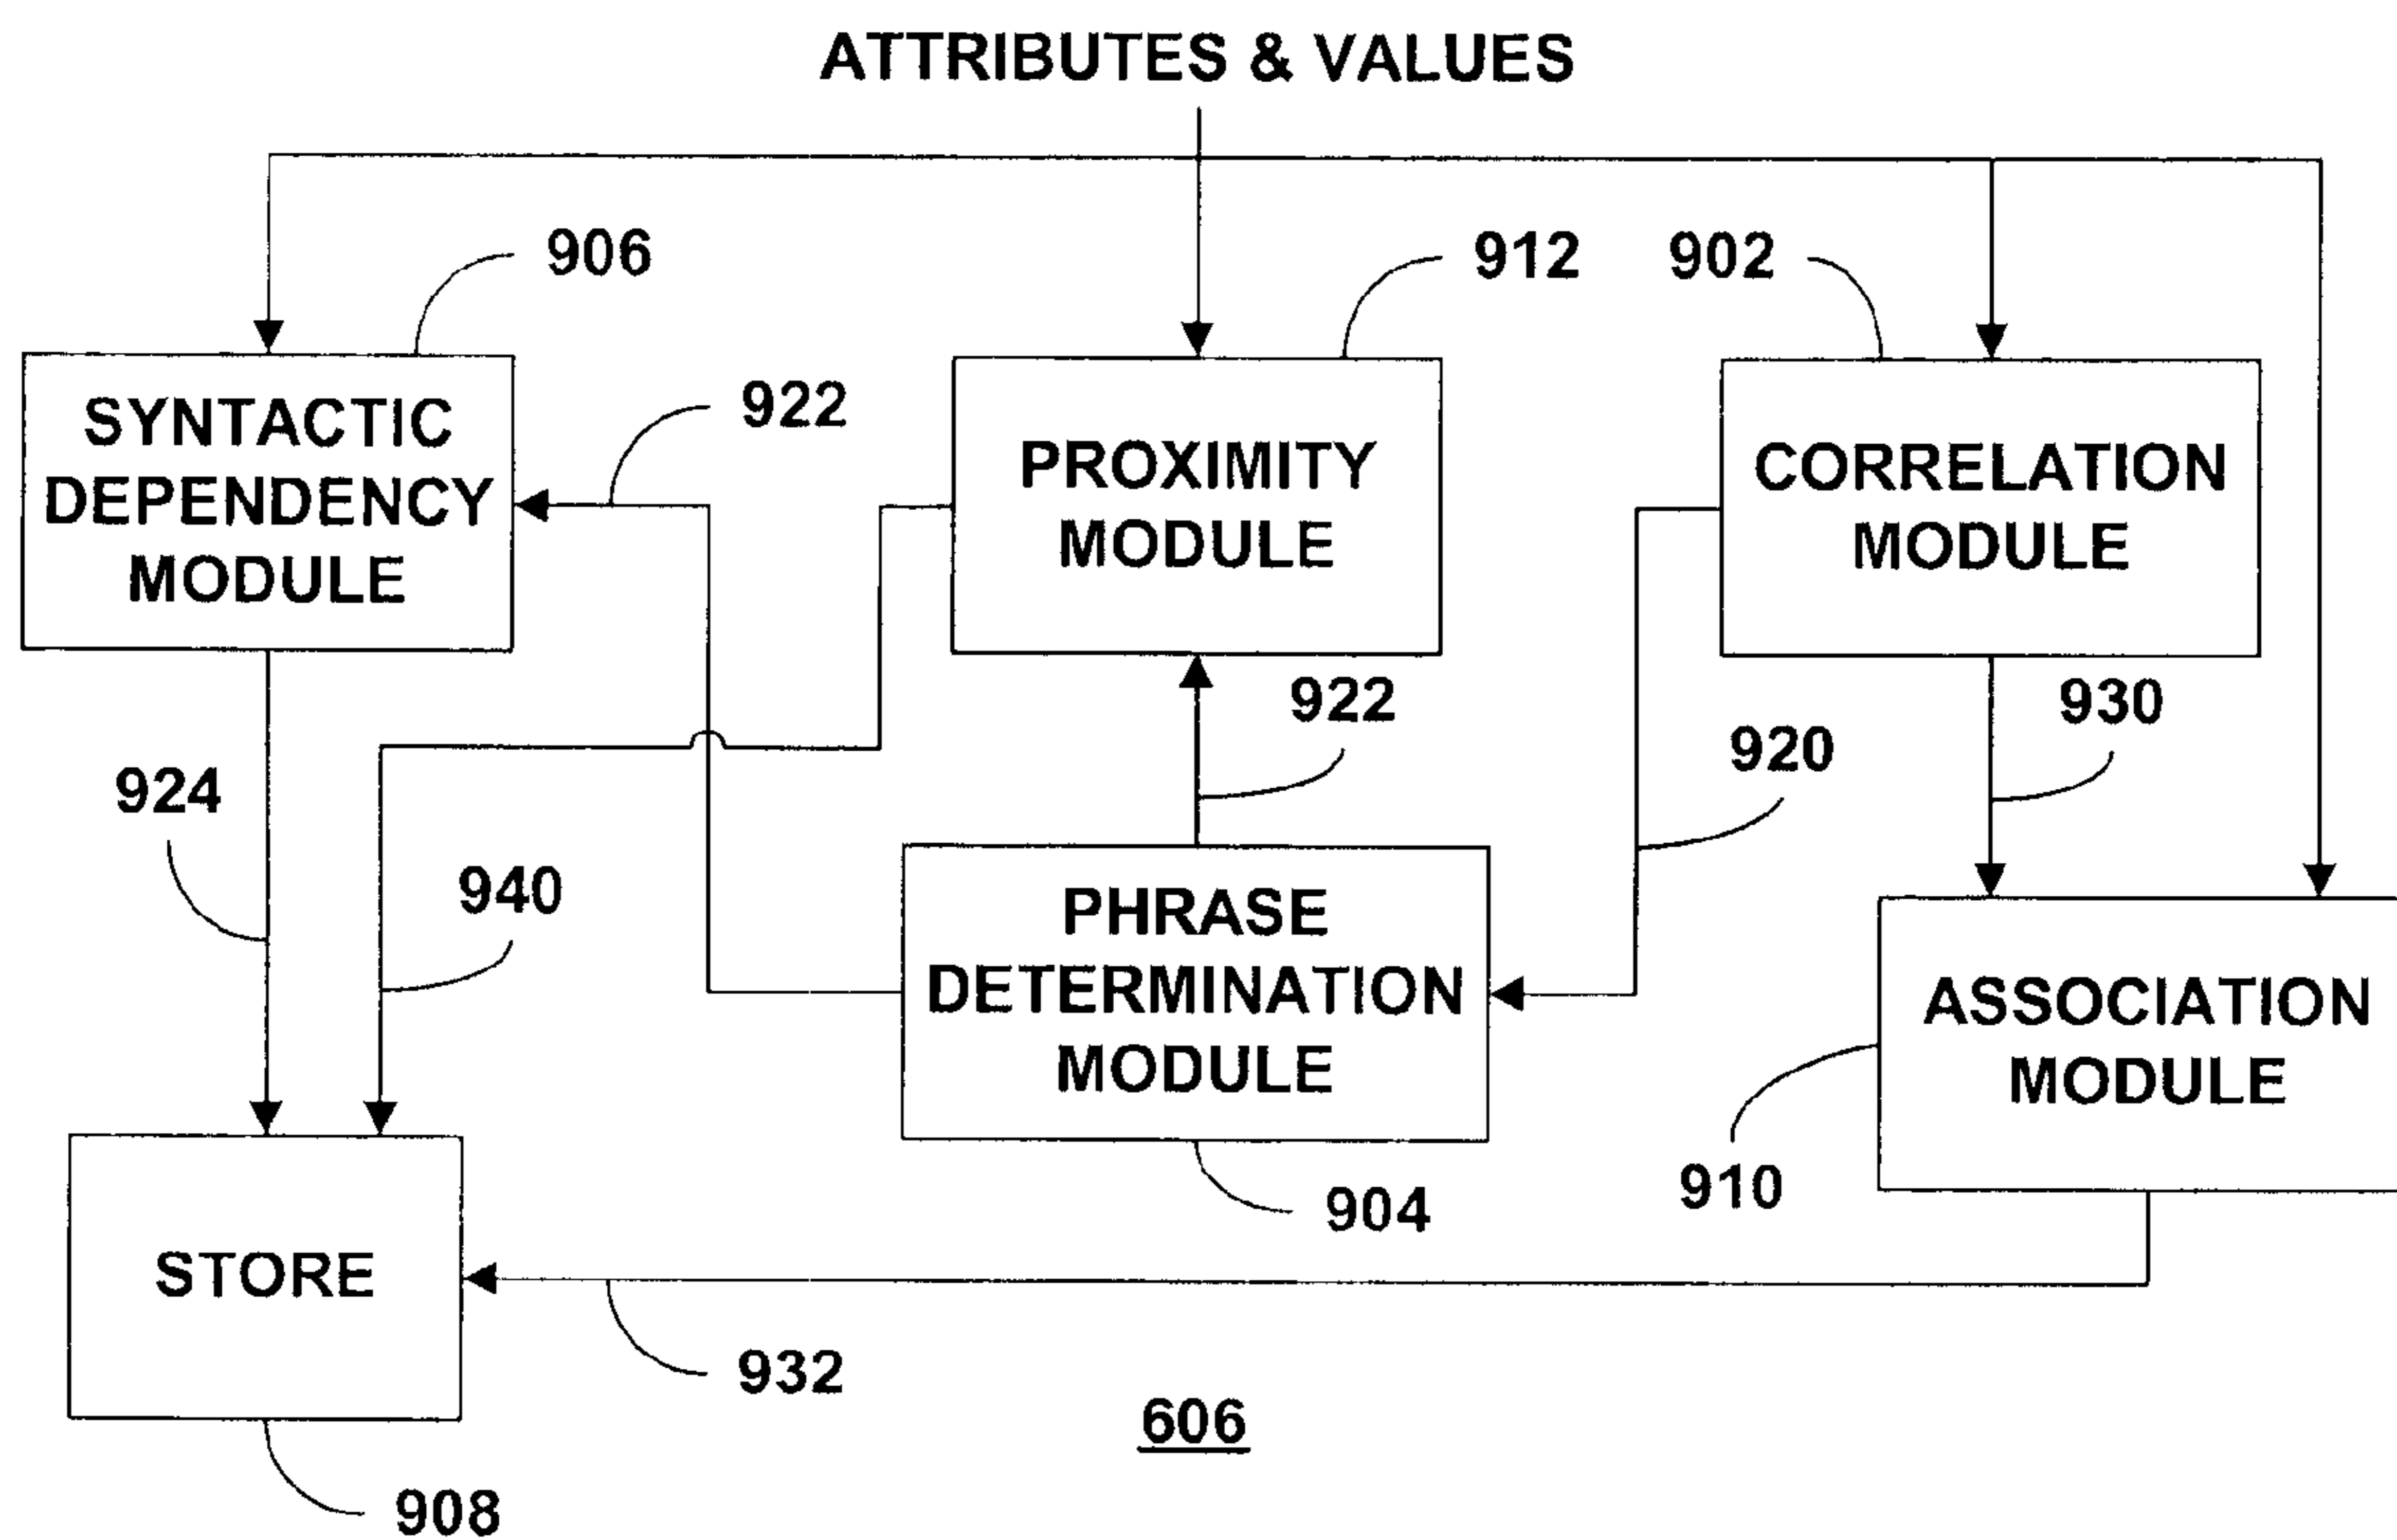 ATTRIBUTES & VALUES
906
912
902
SYNTACTIC
DEPENDENCY
MODULE
922
PROXIMITY
MODULE
CORRELATION
MODULE
922
930
920
924
940
PHRASE
DETERMINATION
MODULE
ASSOCIATION
MODULE
910
904
STORE
932
606
908